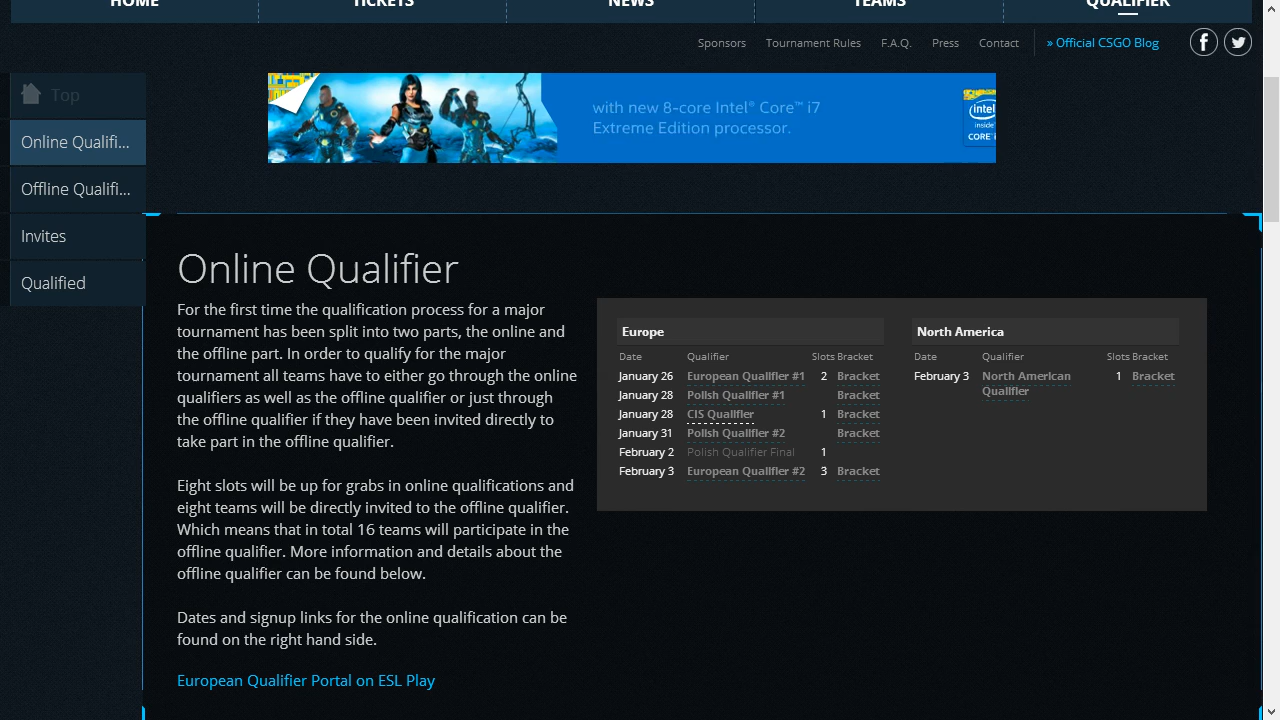 HOME TICKETS NEWS TEAMS QUALIFIER
Sponsors Tournament Rules F.A.Q. Press Contact » Official CSGO Blog
Top
Online Qualifi...
Offline Qualifi...
Invites
Qualified
with new 8-core Intel® Core™ i7
Extreme Edition processor.
intel
inside
CORE i
Online Qualifier
For the first time the qualification process for a major
tournament has been split into two parts, the online and
the offline part. In order to qualify for the major
tournament all teams have to either go through the online
qualifiers as well as the offline qualifier or just through
the offline qualifier if they have been invited directly to
take part in the offline qualifier.
Eight slots will be up for grabs in online qualifications and
eight teams will be directly invited to the offline qualifier.
Which means that in total 16 teams will participate in the
offline qualifier. More information and details about the
offline qualifier can be found below.
Dates and signup links for the online qualification can be
found on the right hand side.
European Qualifier Portal on ESL Play
Europe
Date Qualifier Slots Bracket
January 26 European Qualifier #1 2 Bracket
January 28 Polish Qualifier #1 Bracket
January 28 CIS Qualifier 1 Bracket
January 31 Polish Qualifier #2 Bracket
February 2 Polish Qualifier Final 1
February 3 European Qualifier #2 3 Bracket
North America
Date Qualifier Slots Bracket
February 3 North American 1 Bracket
Qualifier